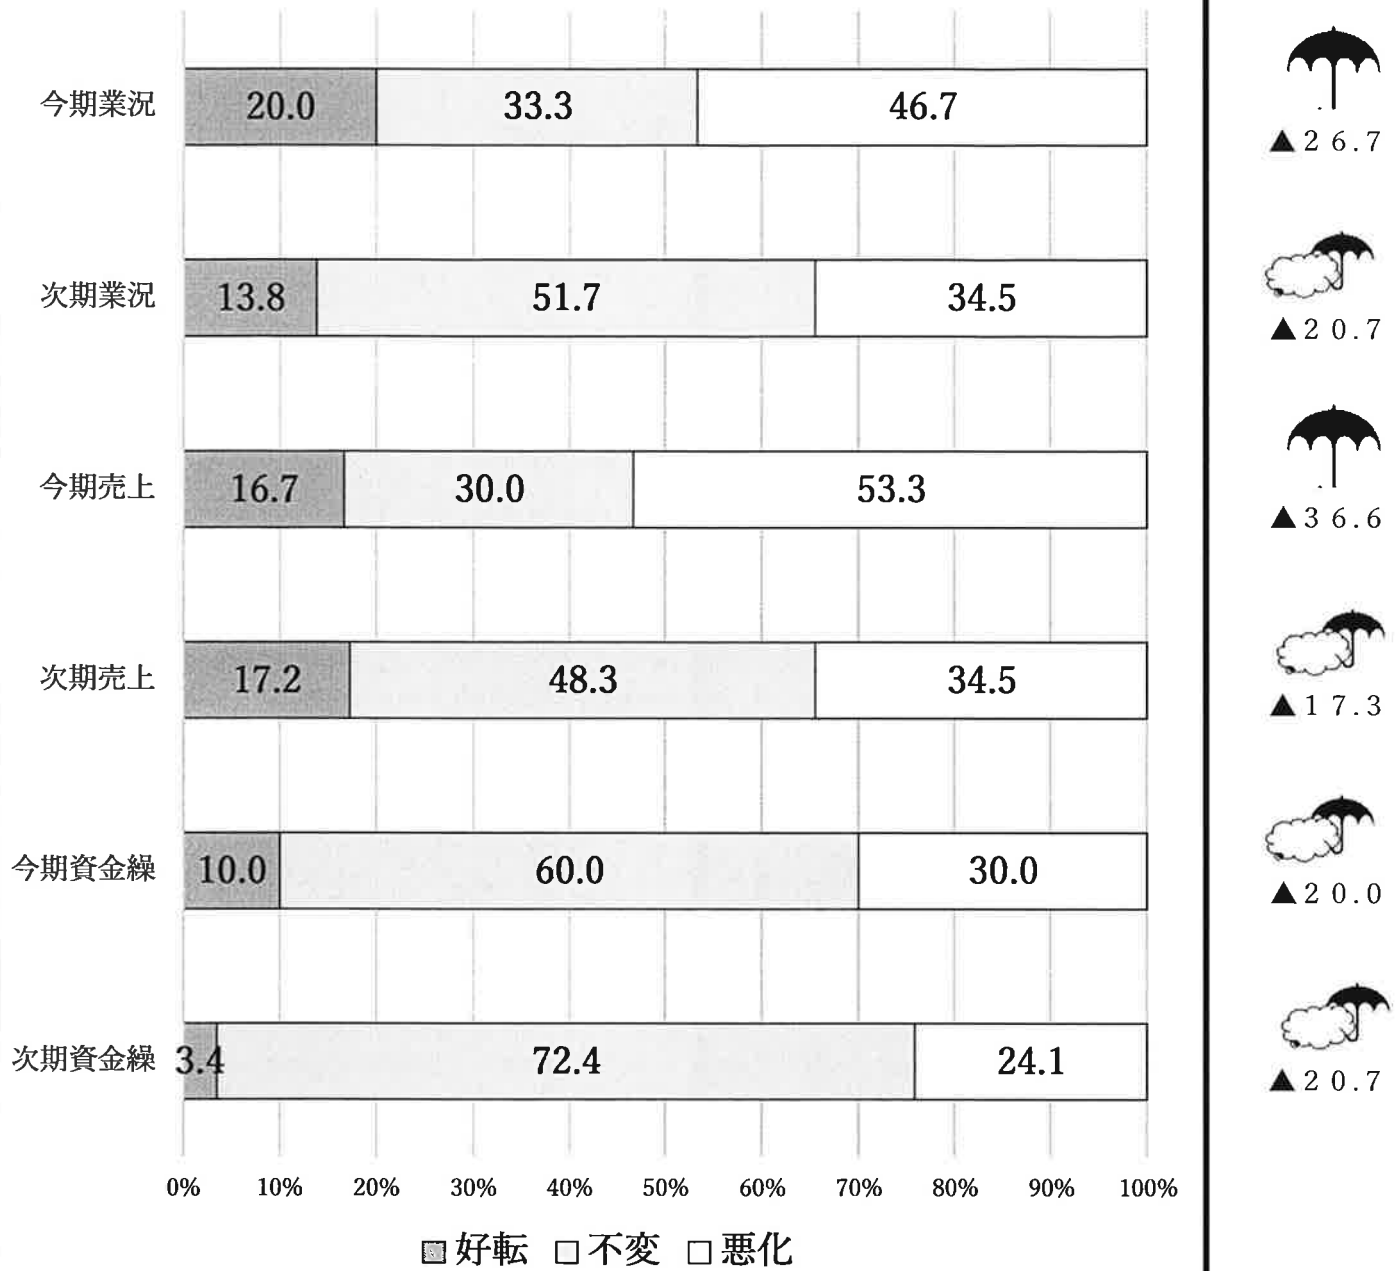 今期業況 20.0 33.3 46.7 ▲26.7
次期業況 13.8 51.7 34.5 ▲20.7
今期売上 16.7 30.0 53.3 ▲36.6
次期売上 17.2 48.3 34.5 ▲17.3
今期資金繰 10.0 60.0 30.0 ▲20.0
次期資金繰 3.4 72.4 24.1 ▲20.7
0% 10% 20% 30% 40% 50% 60% 70% 80% 90% 100%
好転 不変 悪化